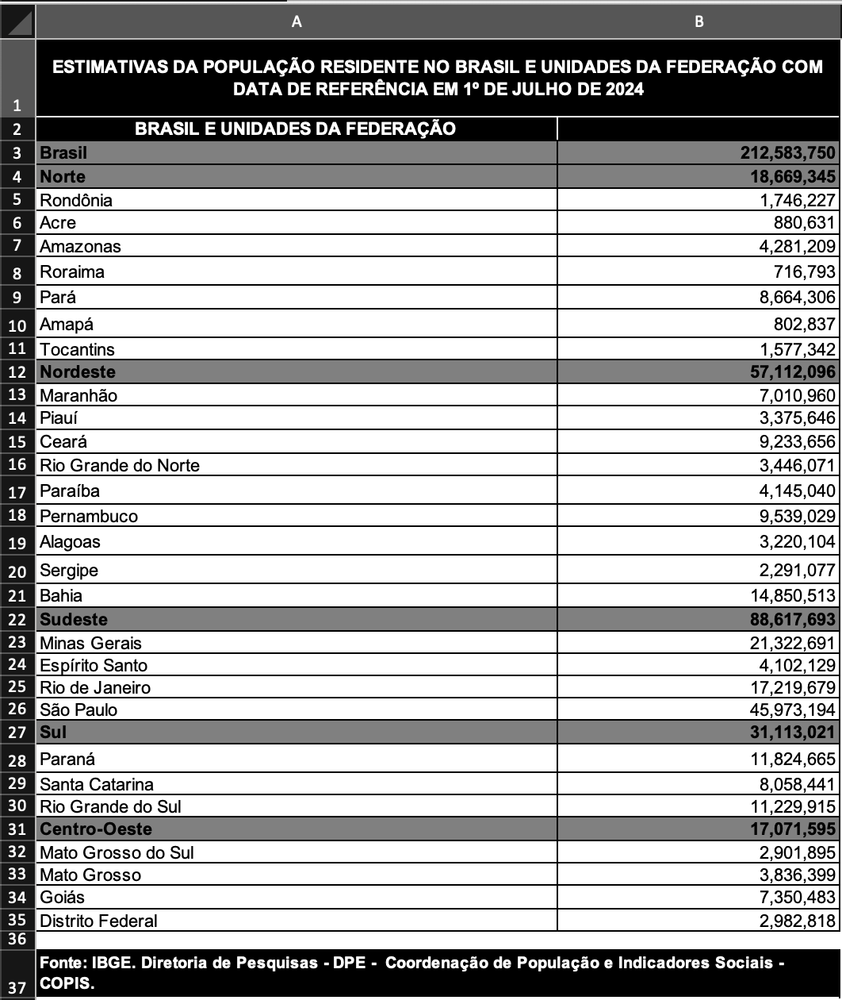 A B
1 ESTIMATIVAS DA POPULAÇÃO RESIDENTE NO BRASIL E UNIDADES DA FEDERAÇÃO COM
DATA DE REFERÊNCIA EM 1º DE JULHO DE 2024
2 BRASIL E UNIDADES DA FEDERAÇÃO
3 Brasil 212,583,750
4 Norte 18,669,345
5 Rondônia 1,746,227
6 Acre 880,631
7 Amazonas 4,281,209
8 Roraima 716,793
9 Pará 8,664,306
10 Amapá 802,837
11 Tocantins 1,577,342
12 Nordeste 57,112,096
13 Maranhão 7,010,960
14 Piauí 3,375,646
15 Ceará 9,233,656
16 Rio Grande do Norte 3,446,071
17 Paraíba 4,145,040
18 Pernambuco 9,539,029
19 Alagoas 3,220,104
20 Sergipe 2,291,077
21 Bahia 14,850,513
22 Sudeste 88,617,693
23 Minas Gerais 21,322,691
24 Espírito Santo 4,102,129
25 Rio de Janeiro 17,219,679
26 São Paulo 45,973,194
27 Sul 31,113,021
28 Paraná 11,824,665
29 Santa Catarina 8,058,441
30 Rio Grande do Sul 11,229,915
31 Centro-Oeste 17,071,595
32 Mato Grosso do Sul 2,901,895
33 Mato Grosso 3,836,399
34 Goiás 7,350,483
35 Distrito Federal 2,982,818
36
37 Fonte: IBGE. Diretoria de Pesquisas - DPE - Coordenação de População e Indicadores Sociais -
COPIS.